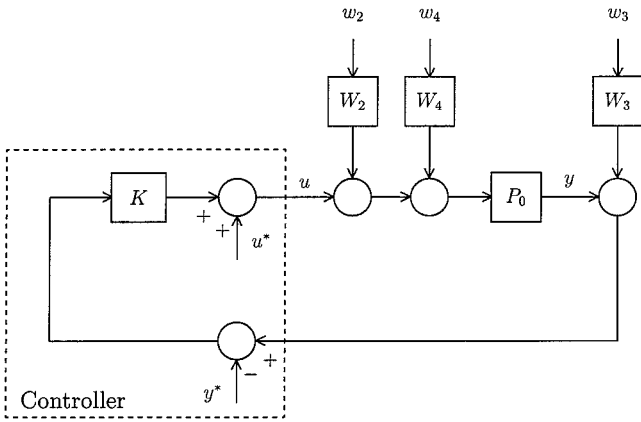 w₂ w₄ w₃
W₂ W₄ W₃
K u P₀ y
+ +
u*
+
−
y*
Controller